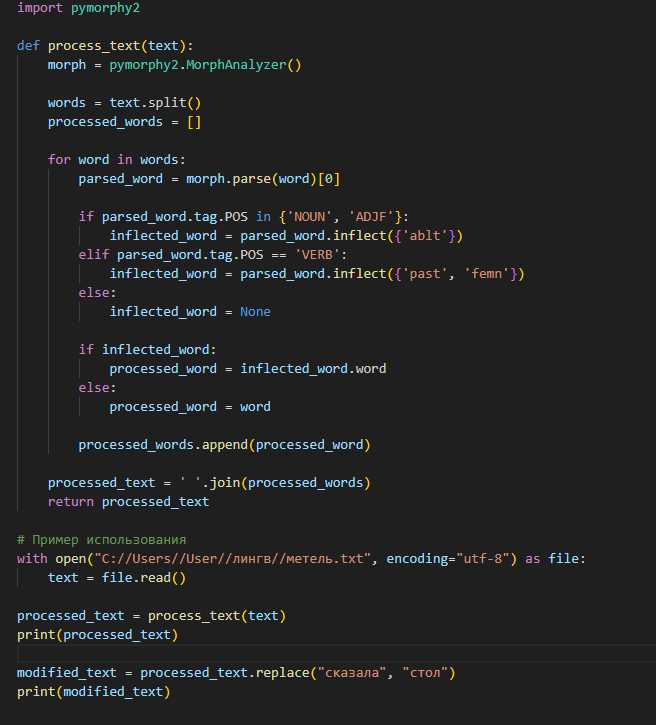 import pymorphy2
def process_text(text):
morph = pymorphy2.MorphAnalyzer()
words = text.split()
processed_words = []
for word in words:
parsed_word = morph.parse(word)[0]
if parsed_word.tag.POS in {'NOUN', 'ADJF'}:
inflected_word = parsed_word.inflect({'ablt'})
elif parsed_word.tag.POS == 'VERB':
inflected_word = parsed_word.inflect({'past', 'femn'})
else:
inflected_word = None
if inflected_word:
processed_word = inflected_word.word
else:
processed_word = word
processed_words.append(processed_word)
processed_text = ' '.join(processed_words)
return processed_text
# Пример использования
with open("C://Users//User//лингв//метель.txt", encoding="utf-8") as file:
text = file.read()
processed_text = process_text(text)
print(processed_text)
modified_text = processed_text.replace("сказала", "стол")
print(modified_text)